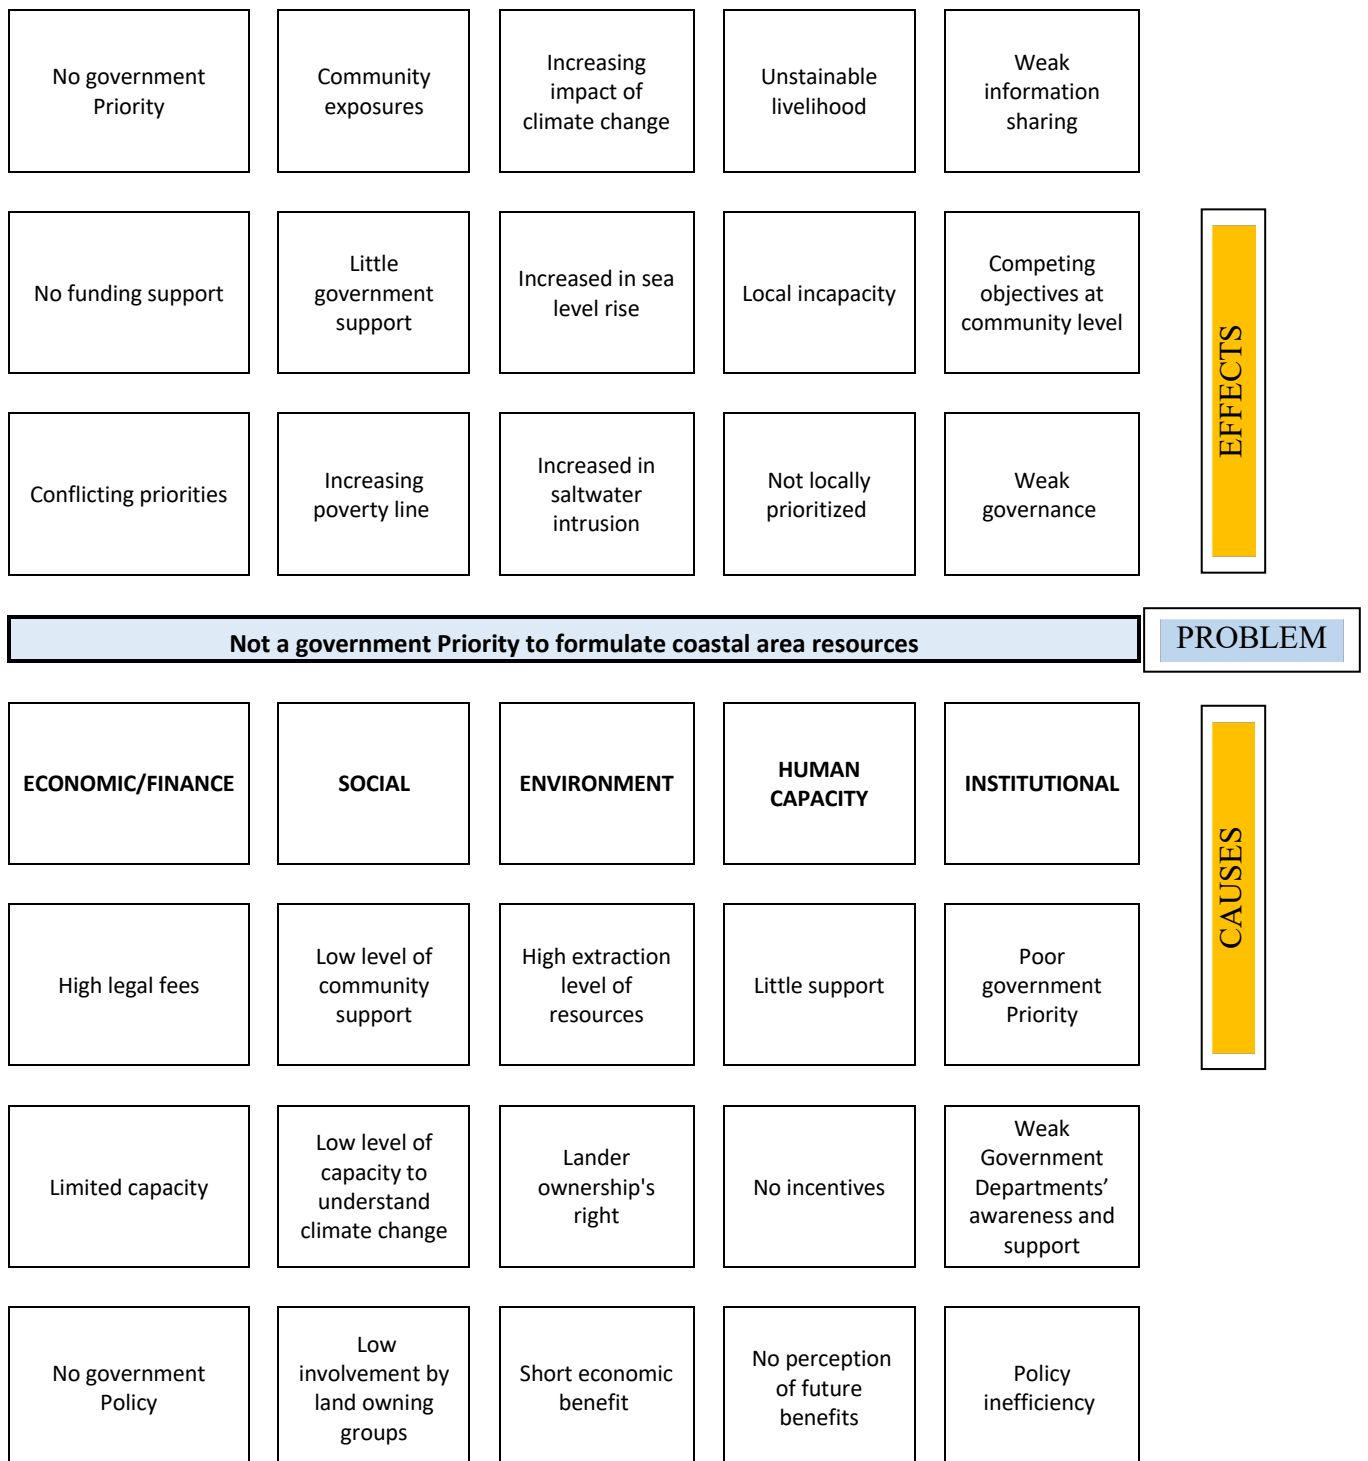 No government
Priority
Community
exposures
Increasing
impact of
climate change
Unstainable
livelihood
Weak
information
sharing
No funding support
Little
government
support
Increased in sea
level rise
Local incapacity
Competing
objectives at
community level
EFFECTS
Conflicting priorities
Increasing
poverty line
Increased in
saltwater
intrusion
Not locally
prioritized
Weak
governance
Not a government Priority to formulate coastal area resources
PROBLEM
ECONOMIC/FINANCE
SOCIAL
ENVIRONMENT
HUMAN
CAPACITY
INSTITUTIONAL
CAUSES
High legal fees
Low level of
community
support
High extraction
level of
resources
Little support
Poor
government
Priority
Limited capacity
Low level of
capacity to
understand
climate change
Lander
ownership's
right
No incentives
Weak
Government
Departments’
awareness and
support
No government
Policy
Low
involvement by
land owning
groups
Short economic
benefit
No perception
of future
benefits
Policy
inefficiency